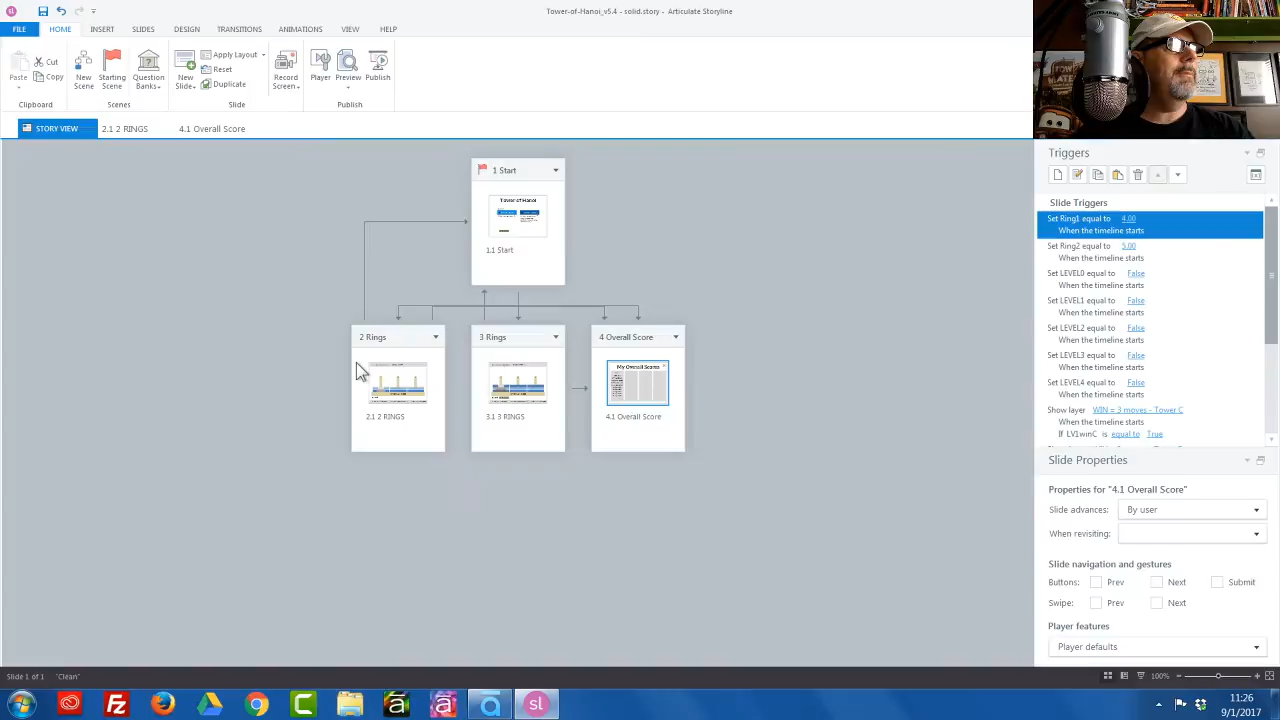 Tower-of-Hanoi_v5.4 - solid.story - Articulate Storyline
FILE HOME INSERT SLIDES DESIGN TRANSITIONS ANIMATIONS VIEW HELP
Paste
Cut
Copy
Clipboard
New Scene
Starting Scene
Question Banks
Scenes
New Slide
Apply Layout
Reset
Duplicate
Slide
Record Screen
Player
Preview
Publish
Publish
STORY VIEW 2.1 2 RINGS 4.1 Overall Score
1 Start
Tower of Hanoi
1.1 Start
2 Rings
2.1 2 RINGS
3 Rings
3.1 3 RINGS
4 Overall Score
My Overall Scores
4.1 Overall Score
Triggers
Slide Triggers
Set Ring1 equal to 4.00
When the timeline starts
Set Ring2 equal to 5.00
When the timeline starts
Set LEVEL0 equal to False
When the timeline starts
Set LEVEL1 equal to False
When the timeline starts
Set LEVEL2 equal to False
When the timeline starts
Set LEVEL3 equal to False
When the timeline starts
Set LEVEL4 equal to False
When the timeline starts
Show layer WIN = 3 moves - Tower C
When the timeline starts
If LV1winC is equal to True
Slide Properties
Properties for "4.1 Overall Score"
Slide advances: By user
When revisiting:
Slide navigation and gestures
Buttons: Prev Next Submit
Swipe: Prev Next
Player features
Player defaults
Slide 1 of 1 "Clean"
100%
11:26
9/1/2017